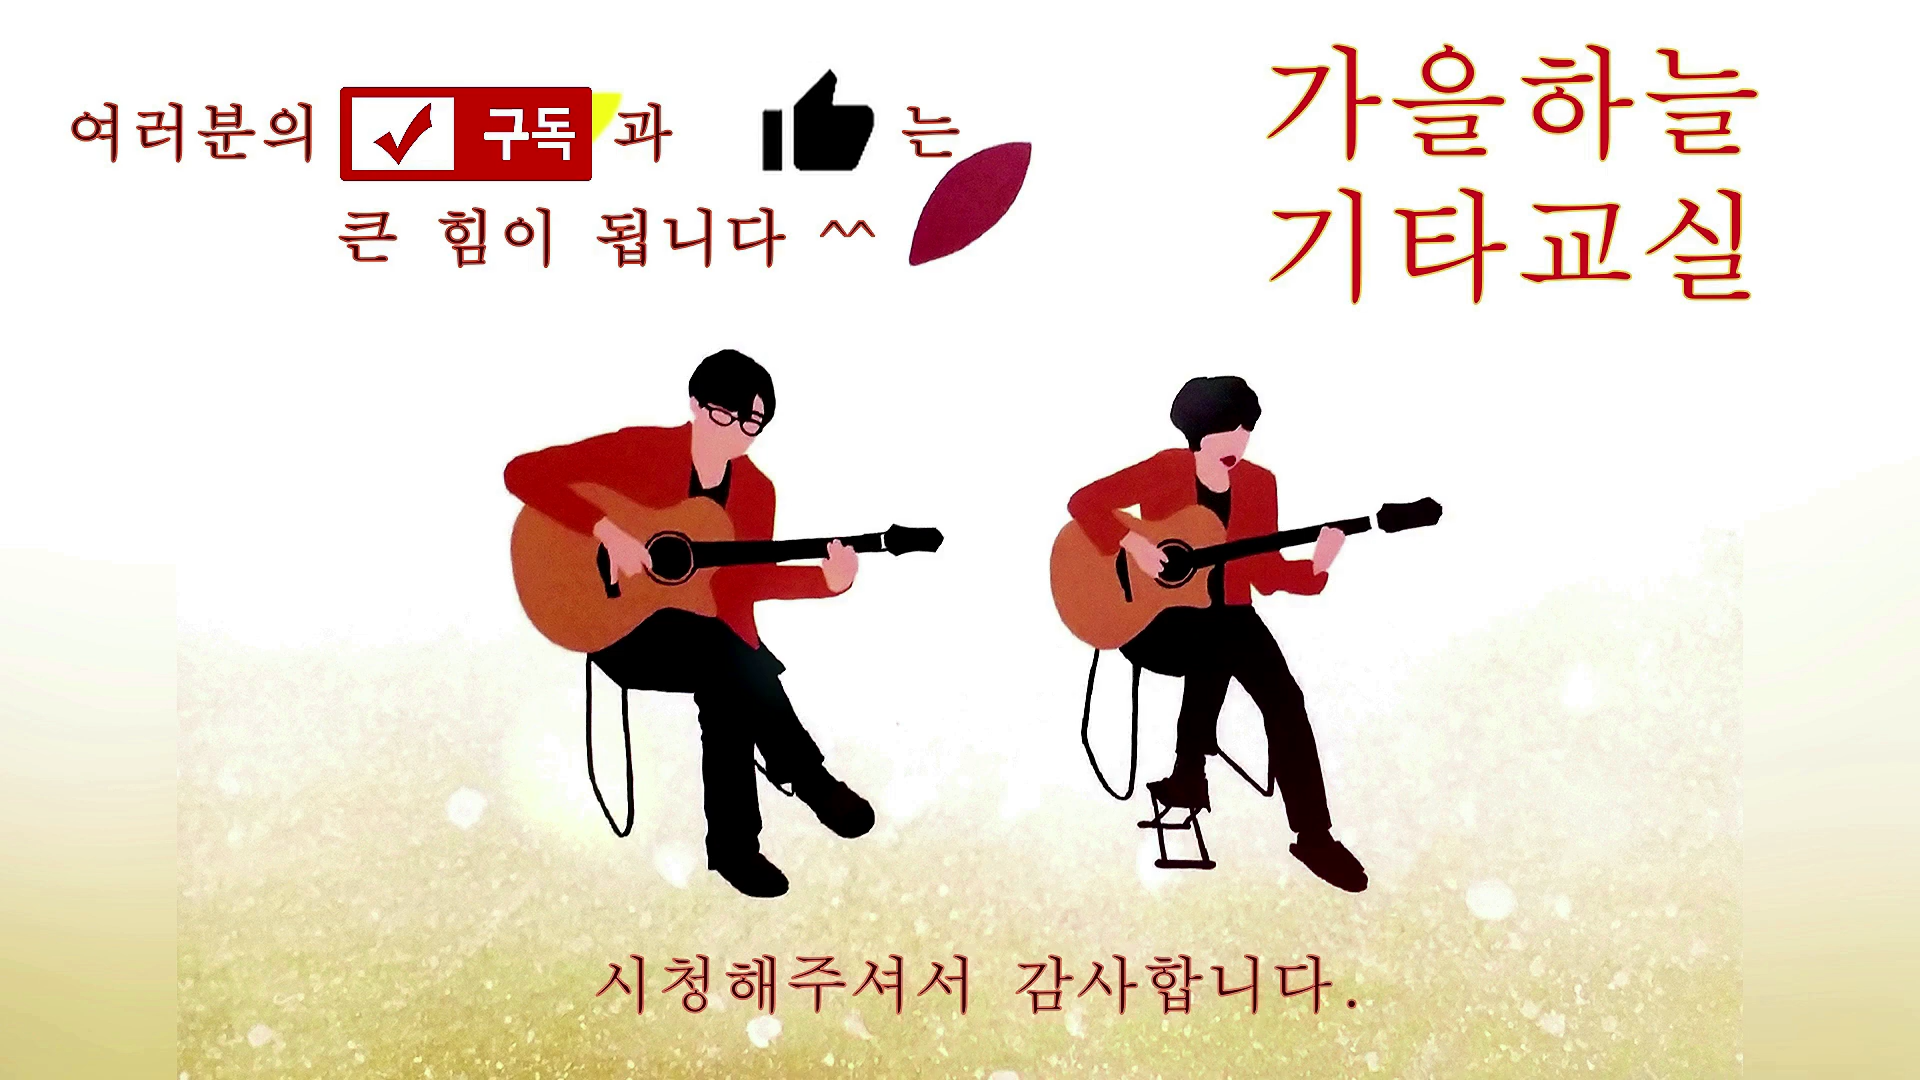 여러분의 구독과 는
큰 힘이 됩니다 ^^
가을하늘
기타교실
시청해주셔서 감사합니다.